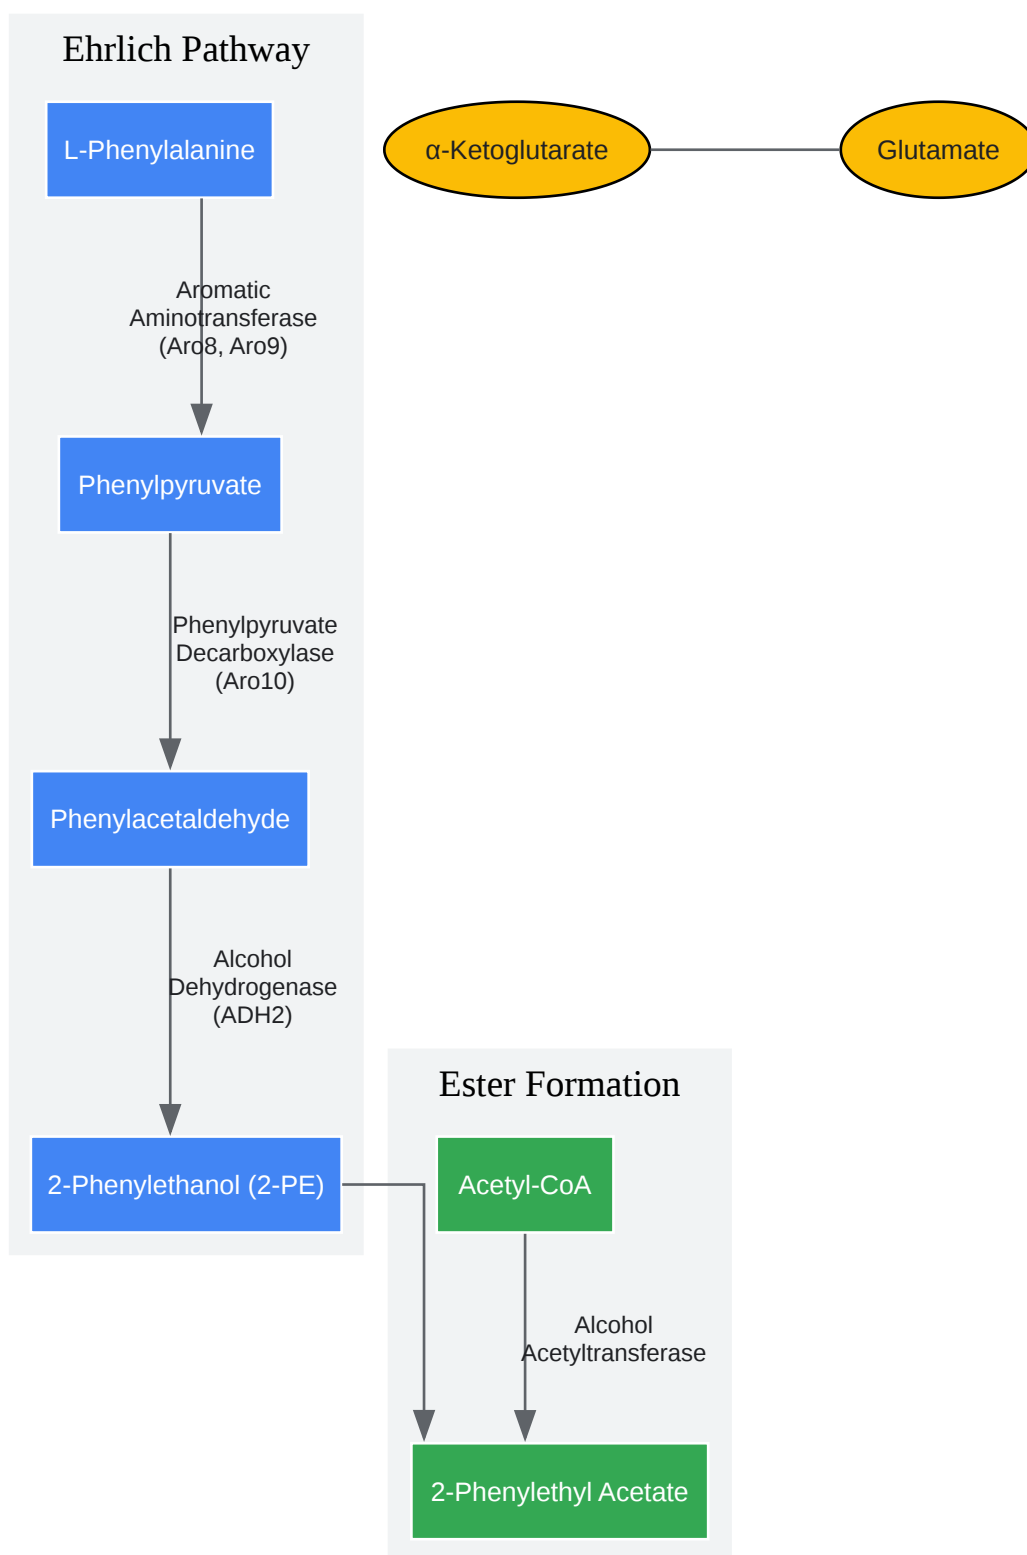 Ehrlich Pathway
L-Phenylalanine
α-Ketoglutarate
Glutamate
Aromatic
Aminotransferase
(Aro8, Aro9)
Phenylpyruvate
Phenylpyruvate
Decarboxylase
(Aro10)
Phenylacetaldehyde
Alcohol
Dehydrogenase
(ADH2)
2-Phenylethanol (2-PE)
Ester Formation
Acetyl-CoA
Alcohol
Acetyltransferase
2-Phenylethyl Acetate